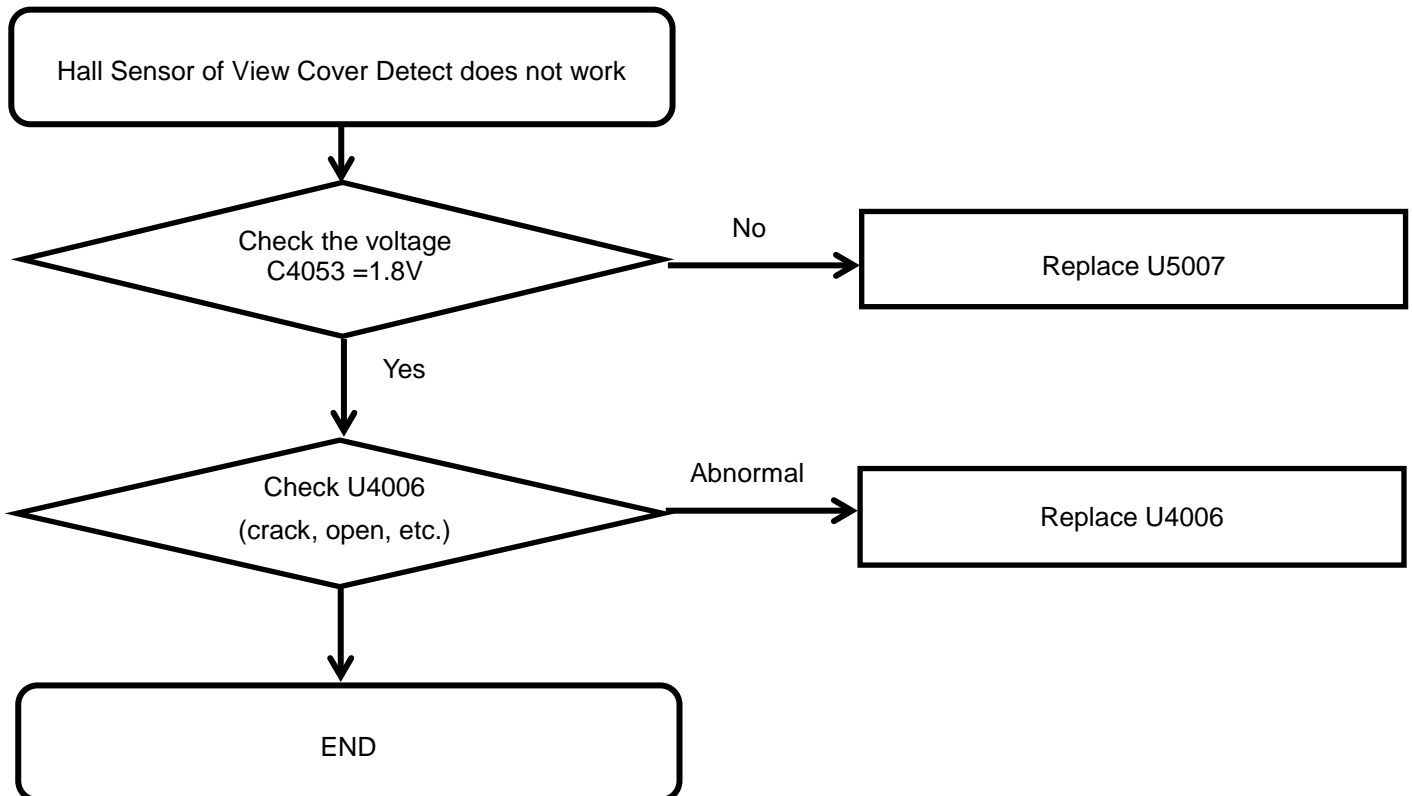 Hall Sensor of View Cover Detect does not work
Check the voltage
C4053 =1.8V
No
Replace U5007
Yes
Check U4006
(crack, open, etc.)
Abnormal
Replace U4006
END